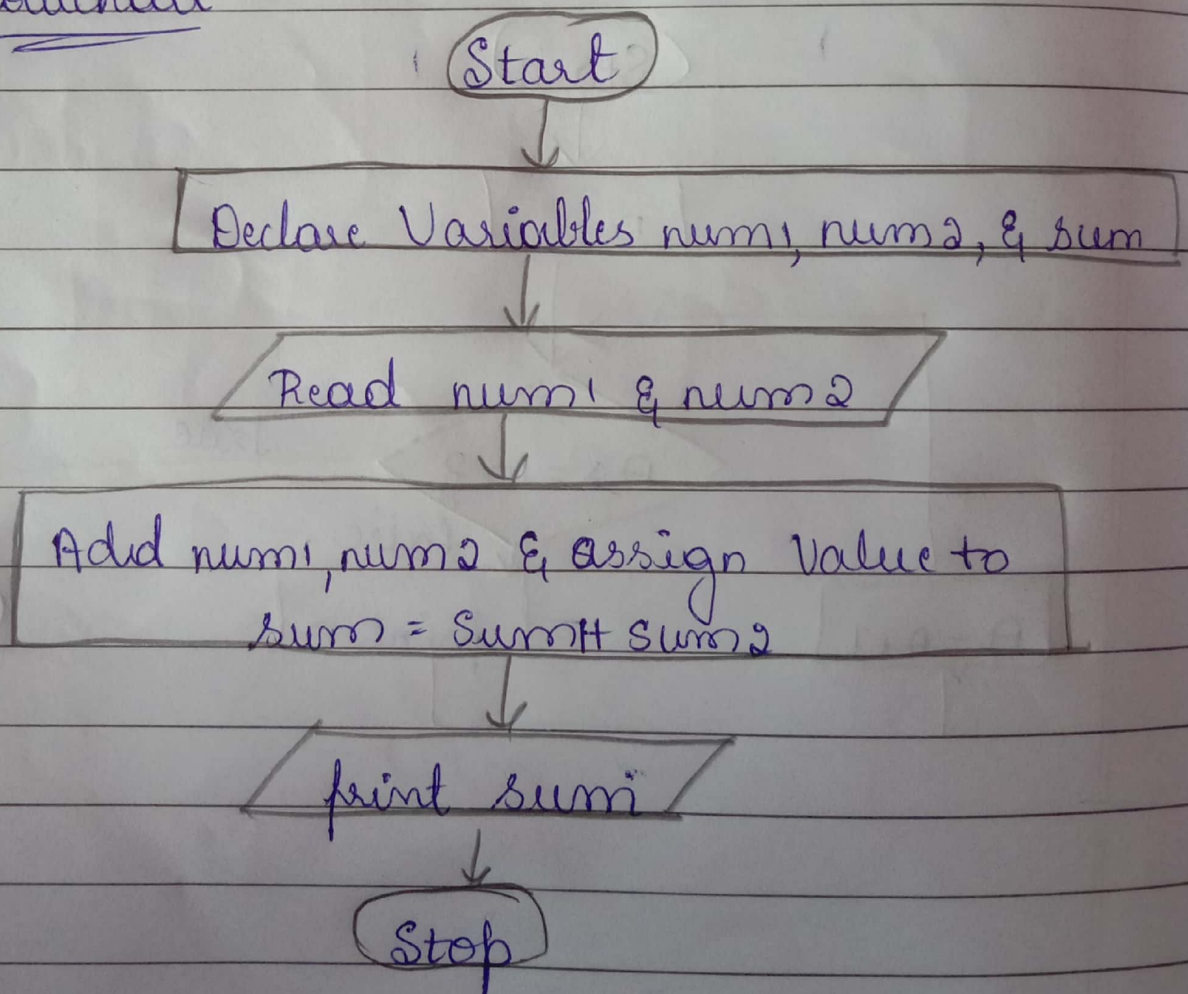 Start
Declare Variables num1, num2, & sum
Read num1 & num2
Add num1, num2 & assign Value to
sum = sum1+ sum2
print sum
Stop